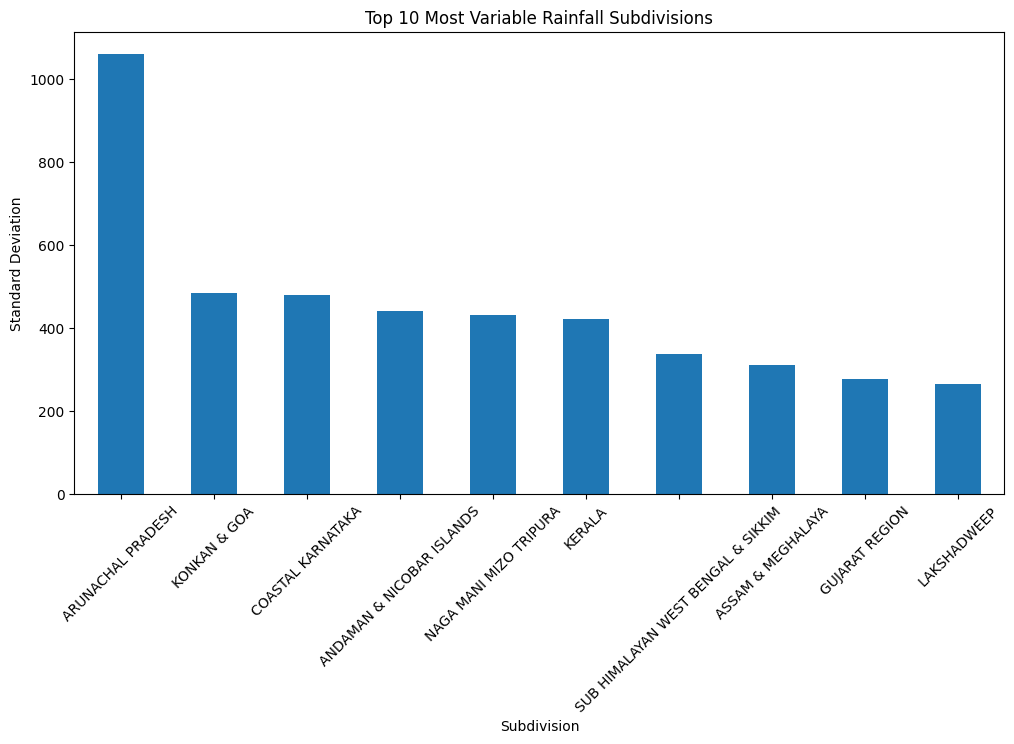 Top 10 Most Variable Rainfall Subdivisions
Standard Deviation
1000
800
600
400
200
0
ARUNACHAL PRADESH
KONKAN & GOA
COASTAL KARNATAKA
ANDAMAN & NICOBAR ISLANDS
NAGA MANI MIZO TRIPURA
KERALA
SUB HIMALAYAN WEST BENGAL & SIKKIM
ASSAM & MEGHALAYA
GUJARAT REGION
LAKSHADWEEP
Subdivision